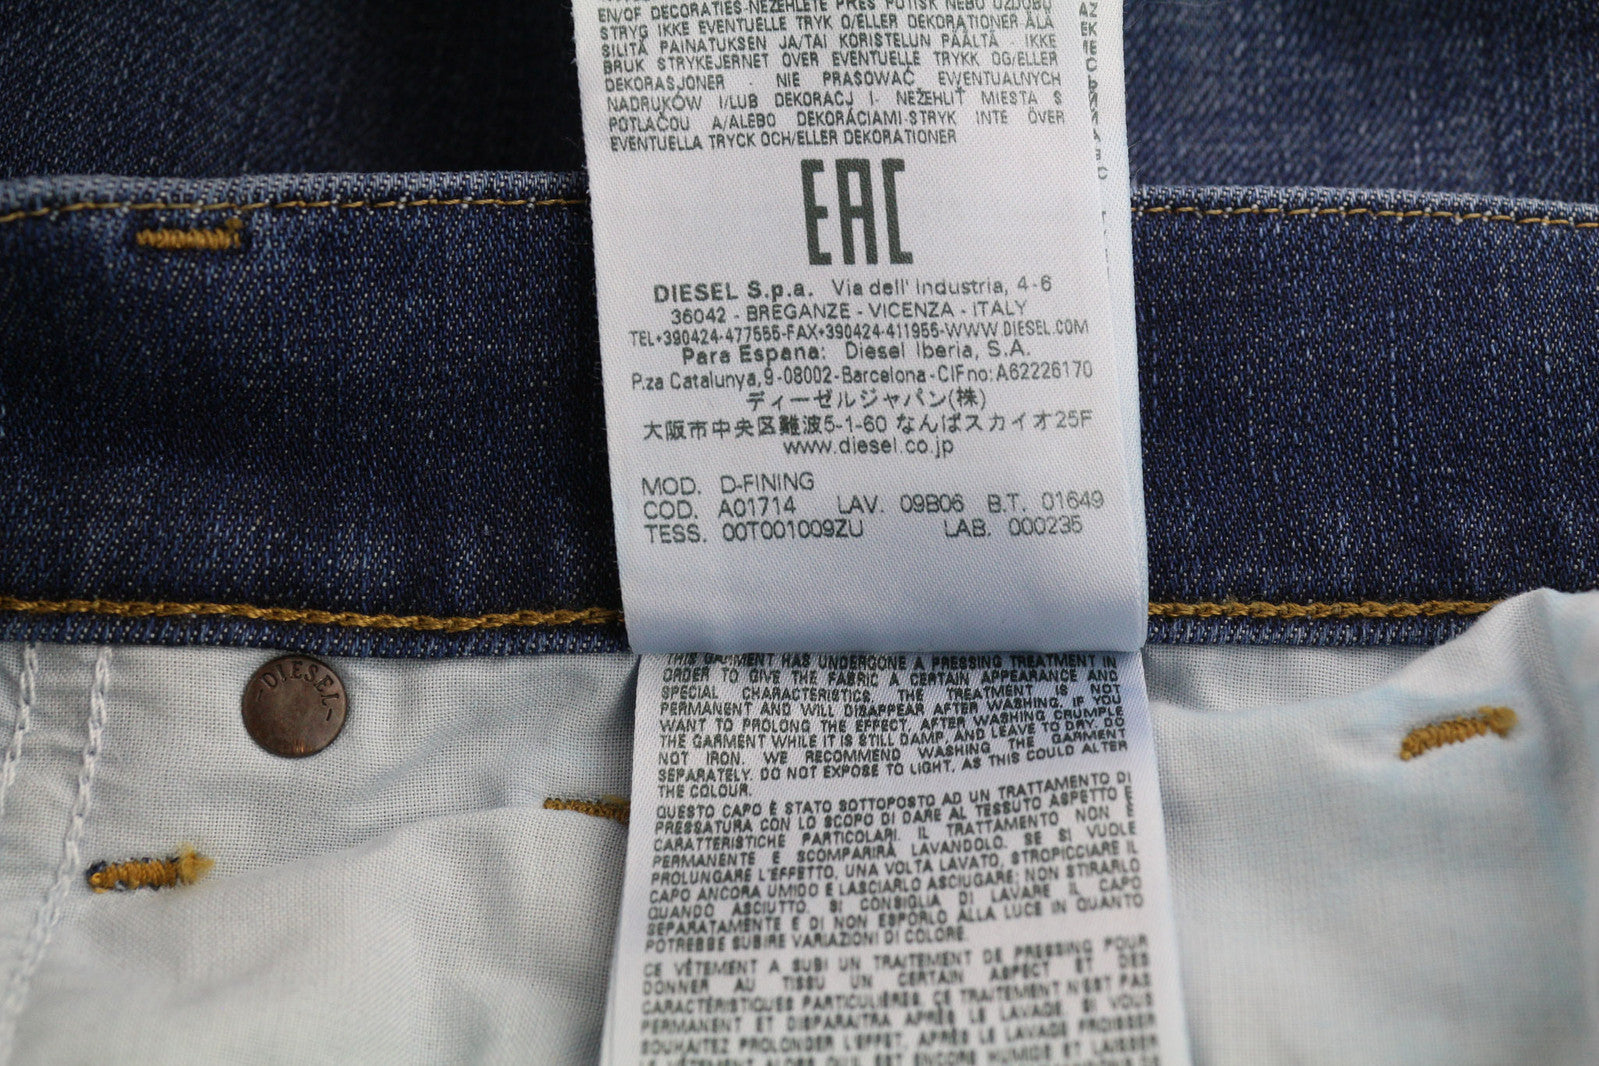 EN/OF DECORATIES-NEŽEHLETE PŘES POTISK NEBO OZDOBU
STRYG IKKE EVENTUELLE TRYK O/ELLER DEKORATIONER ÄLÄ
SILITÄ PAINATUKSEN JA/TAI KORISTELUN PÄÄLTÄ - IKKE
BRUK STRYKEJERNET OVER EVENTUELLE TRYKK OG/ELLER
DEKORASJONER - NIE PRASOWAĆ EWENTUALNYCH
NADRUKÓW I/LUB DEKORACJ I- NEŽEHLIŤ MIESTA S
POTLAČOU A/ALEBO DEKORÁCIAMI-STRYK INTE ÖVER
EVENTUELLA TRYCK OCH/ELLER DEKORATIONER
EAC
DIESEL S.p.a. Via dell' Industria, 4-6
36042 - BREGANZE - VICENZA - ITALY
TEL+390424-477555-FAX+390424-411955-WWW.DIESEL.COM
Para Espana: Diesel Iberia, S.A.
P.za Catalunya,9-08002-Barcelona-CIFno:A62226170
ディーゼルジャパン(株)
大阪市中央区難波5-1-60 なんばスカイオ25F
www.diesel.co.jp
MOD. D-FINING
COD. A01714 LAV. 09B06 B.T. 01649
TESS. 00T001009ZU LAB. 000235
-DIESEL-
THIS GARMENT HAS UNDERGONE A PRESSING TREATMENT IN
ORDER TO GIVE THE FABRIC A CERTAIN APPEARANCE AND
SPECIAL CHARACTERISTICS. THE TREATMENT IS NOT
PERMANENT AND WILL DISAPPEAR AFTER WASHING. IF YOU
WANT TO PROLONG THE EFFECT, AFTER WASHING CRUMPLE
THE GARMENT WHILE IT IS STILL DAMP, AND LEAVE TO DRY. DO
NOT IRON. WE RECOMMEND WASHING THE GARMENT
SEPARATELY. DO NOT EXPOSE TO LIGHT, AS THIS COULD ALTER
THE COLOUR.
QUESTO CAPO È STATO SOTTOPOSTO AD UN TRATTAMENTO DI
PRESSATURA CON LO SCOPO DI DARE AL TESSUTO ASPETTO E
CARATTERISTICHE PARTICOLARI. IL TRATTAMENTO NON È
PERMANENTE E SCOMPARIRÀ LAVANDOLO. SE SI VUOLE
PROLUNGARE L'EFFETTO, UNA VOLTA LAVATO, STROPICCIARE IL
CAPO ANCORA UMIDO E LASCIARLO ASCIUGARE; NON STIRARLO
QUANDO ASCIUTTO. SI CONSIGLIA DI LAVARE IL CAPO
SEPARATAMENTE E DI NON ESPORLO ALLA LUCE IN QUANTO
POTREBBE SUBIRE VARIAZIONI DI COLORE.
CE VÊTEMENT A SUBI UN TRAITEMENT DE PRESSING POUR
DONNER AU TISSU UN CERTAIN ASPECT ET DES
CARACTÉRISTIQUES PARTICULIÈRES. CE TRAITEMENT N'EST PAS
PERMANENT ET DISPARAÎTRA APRÈS LE LAVAGE. SI VOUS
SOUHAITEZ PROLONGER L'EFFET, APRÈS LE LAVAGE FROISSER
LE VÊTEMENT ALORS QU'IL EST ENCORE HUMIDE ET LAISSER